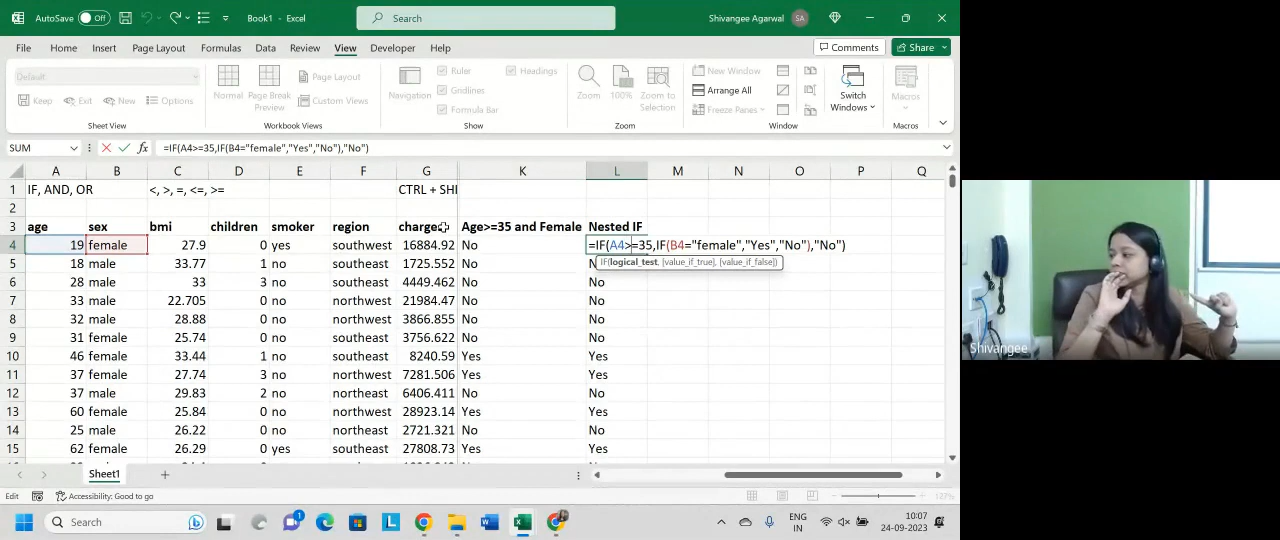 AutoSave Off Book1 - Excel Search Shivangee Agarwal SA
File Home Insert Page Layout Formulas Data Review View Developer Help Comments Share
Default
Keep Exit New Options
Sheet View
Normal Page Break Preview Page Layout Custom Views
Workbook Views
Navigation Ruler Gridlines Formula Bar Headings
Show
Zoom 100% Zoom to Selection
Zoom
New Window Arrange All Freeze Panes Switch Windows
Window
Macros
Macros
SUM fx =IF(A4>=35,IF(B4="female","Yes","No"),"No")
A B C D E F G K L M N O P Q
1 IF, AND, OR <, >, =, <=, >= CTRL + SHI
2
3 age sex bmi children smoker region charges Age>=35 and Female Nested IF
4 19 female 27.9 0 yes southwest 16884.92 No =IF(A4>=35,IF(B4="female","Yes","No"),"No")
IF(logical_test, [value_if_true], [value_if_false])
5 18 male 33.77 1 no southeast 1725.552 No N
6 28 male 33 3 no southeast 4449.462 No No
7 33 male 22.705 0 no northwest 21984.47 No No
8 32 male 28.88 0 no northwest 3866.855 No No
9 31 female 25.74 0 no southeast 3756.622 No No
10 46 female 33.44 1 no southeast 8240.59 Yes Yes
11 37 female 27.74 3 no northwest 7281.506 Yes Yes
12 37 male 29.83 2 no northeast 6406.411 No No
13 60 female 25.84 0 no northwest 28923.14 Yes Yes
14 25 male 26.22 0 no northeast 2721.321 No No
15 62 female 26.29 0 yes southeast 27808.73 Yes Yes
Sheet1
Edit Accessibility: Good to go
Search ENG IN 10:07 24-09-2023
Shivangee